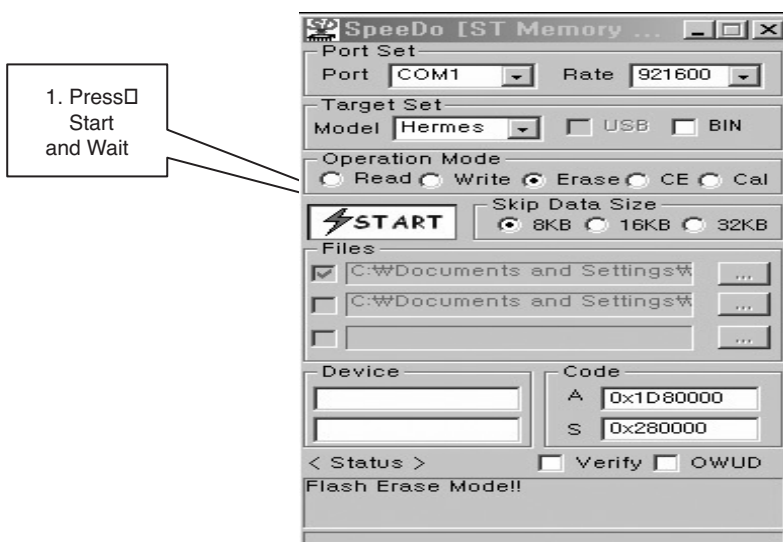 SpeeDo [ST Memory ...
Port Set
Port COM1 Rate 921600
1. Press□
Start
and Wait
Target Set
Model Hermes USB BIN
Operation Mode
Read Write Erase CE Cal
START
Skip Data Size
8KB 16KB 32KB
Files
C:₩Documents and Settings₩ ...
C:₩Documents and Settings₩ ...
...
Device
Code
A 0x1D80000
S 0x280000
< Status > Verify OWUD
Flash Erase Mode!!